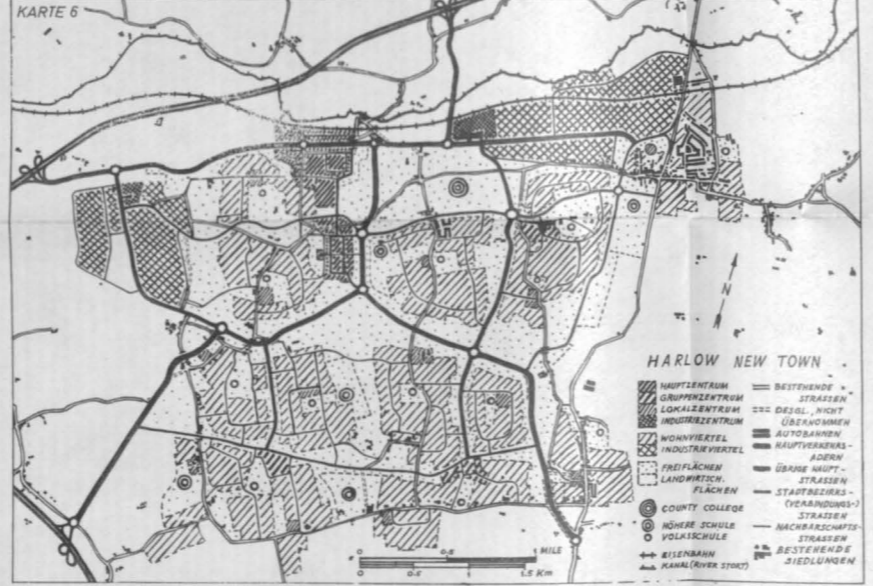 KARTE 6
N
HARLOW NEW TOWN
HAUPTZENTRUM
GRUPPENZENTRUM
LOKALZENTRUM
INDUSTRIEZENTRUM
WOHNVIERTEL
INDUSTRIEVIERTEL
FREIFLÄCHEN
LANDWIRTSCH.
FLÄCHEN
COUNTY COLLEGE
HÖHERE SCHULE
VOLKSSCHULE
EISENBAHN
KANAL (RIVER STORT)
BESTEHENDE
STRASSEN
DESGL., NICHT
ÜBERNOMMEN
AUTOBAHNEN
HAUPTVERKEHRS-
ADERN
ÜBRIGE HAUPT-
STRASSEN
STADTBEZIRKS-
(VERBINDUNGS-)
STRASSEN
NACHBARSCHAFTS-
STRASSEN
BESTEHENDE
SIEDLUNGEN
0 0.5 1 MILE
0 0.5 1 1.5 Km